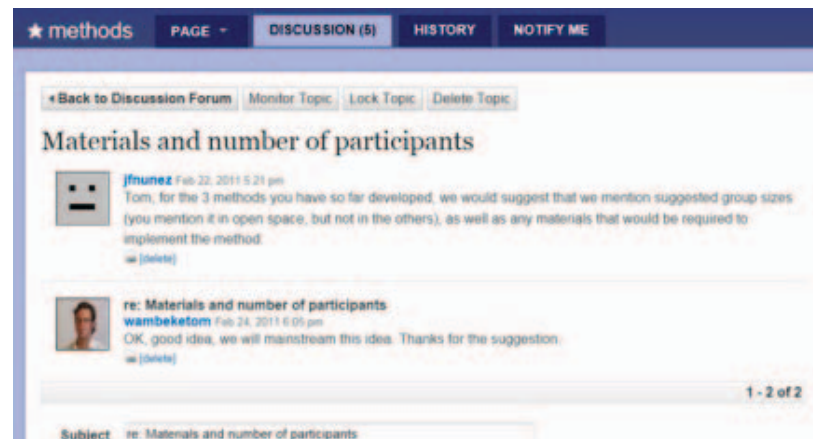 ★ methods PAGE DISCUSSION (5) HISTORY NOTIFY ME
Back to Discussion Forum Monitor Topic Lock Topic Delete Topic
Materials and number of participants
jfnunez Feb 22, 2011 5:21 pm
Tom, for the 3 methods you have so far developed, we would suggest that we mention suggested group sizes
(you mention it in open space, but not in the others), as well as any materials that would be required to
implement the method.
[delete]
re: Materials and number of participants
wambeketom Feb 24, 2011 6:05 pm
OK, good idea, we will mainstream this idea. Thanks for the suggestion.
[delete]
1 - 2 of 2
Subject re: Materials and number of participants